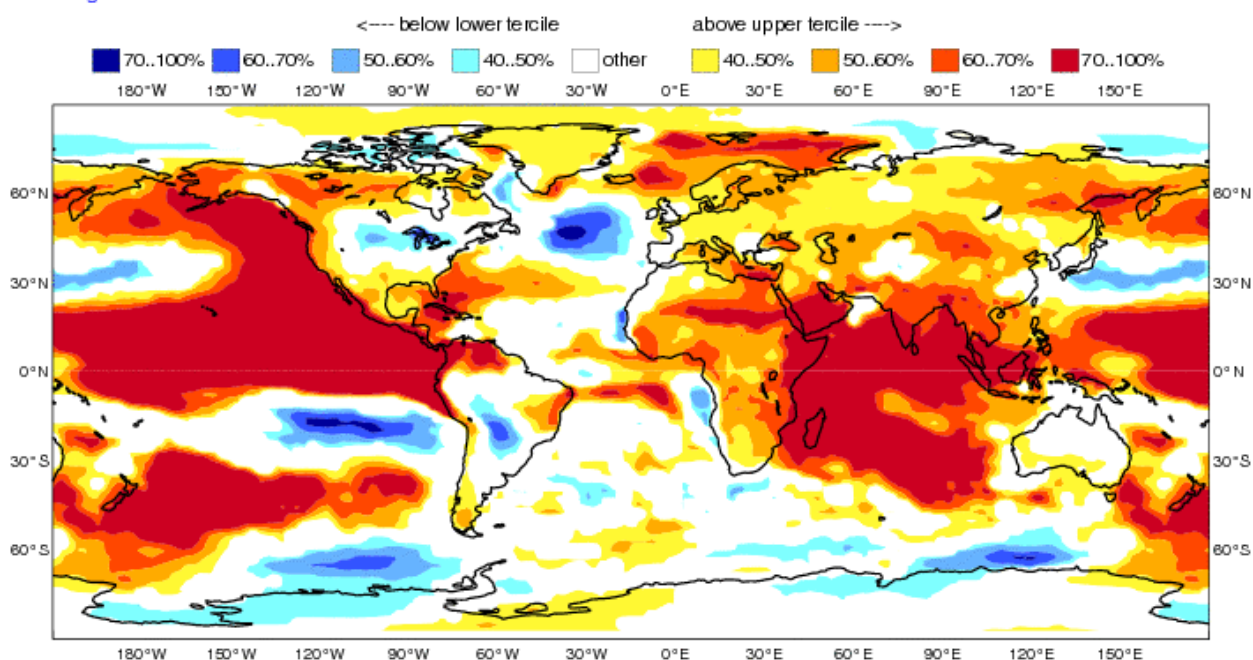 <---- below lower tercile above upper tercile ---->
70..100% 60..70% 50..60% 40..50% other 40..50% 50..60% 60..70% 70..100%
180°W 150°W 120°W 90°W 60°W 30°W 0°E 30°E 60°E 90°E 120°E 150°E
60°N 60°N
30°N 30°N
0°N 0°N
30°S 30°S
60°S 60°S
180°W 150°W 120°W 90°W 60°W 30°W 0°E 30°E 60°E 90°E 120°E 150°E